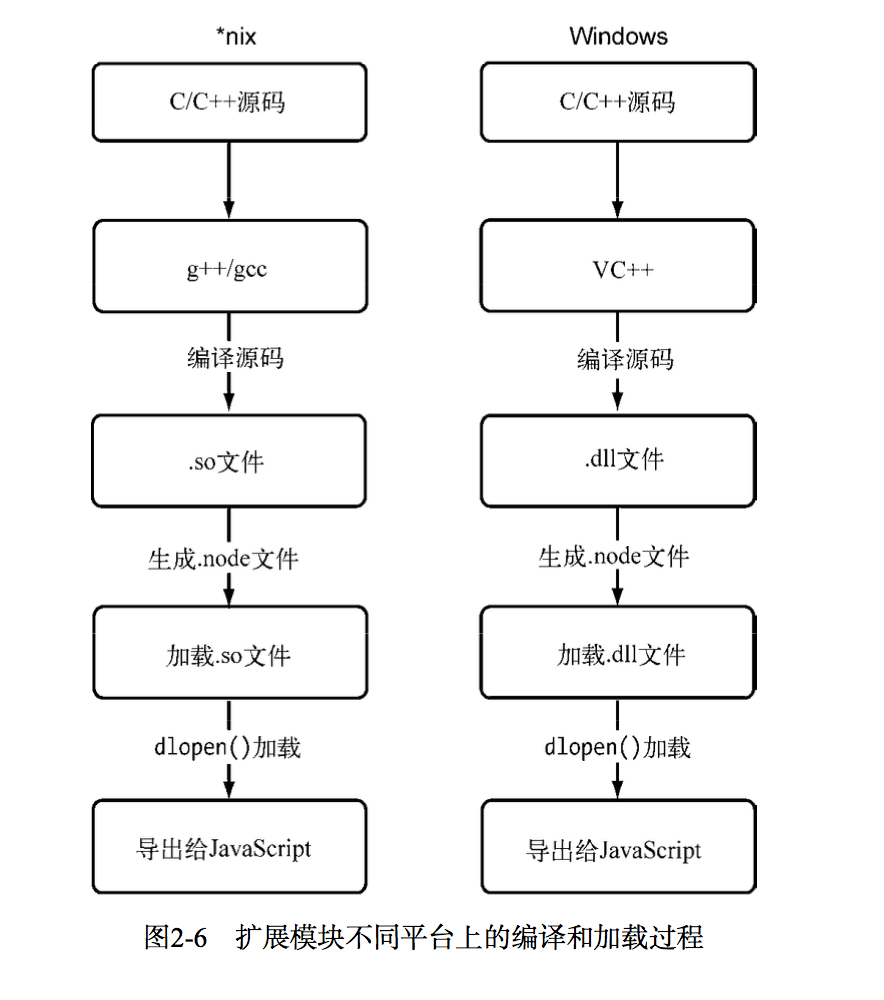 *nix
C/C++源码
g++/gcc
编译源码
.so文件
生成.node文件
加载.so文件
dlopen()加载
导出给JavaScript
Windows
C/C++源码
VC++
编译源码
.dll文件
生成.node文件
加载.dll文件
dlopen()加载
导出给JavaScript
图2-6 扩展模块不同平台上的编译和加载过程